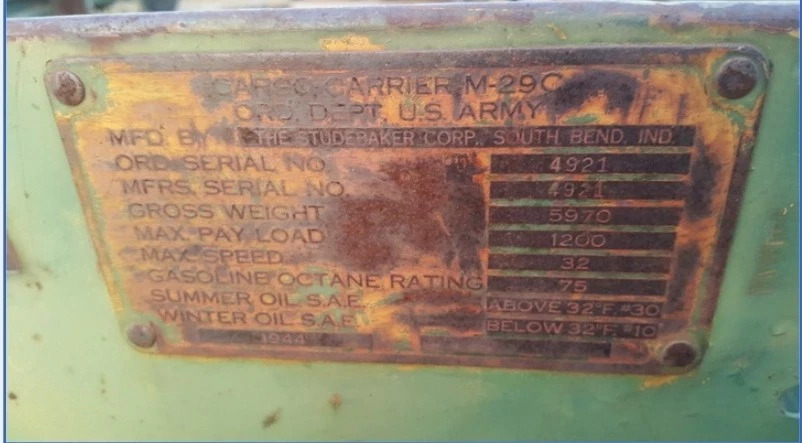 CARGO CARRIER M-29C
ORD. DEPT. U.S. ARMY
MFD. BY THE STUDEBAKER CORP., SOUTH BEND, IND.
ORD. SERIAL NO. 4921
MFRS. SERIAL NO. 4921
GROSS WEIGHT 5970
MAX. PAY LOAD 1200
MAX. SPEED 32
GASOLINE OCTANE RATING 75
SUMMER OIL S.A.E. ABOVE 32°F. #30
WINTER OIL S.A.E. BELOW 32°F. #10
1944